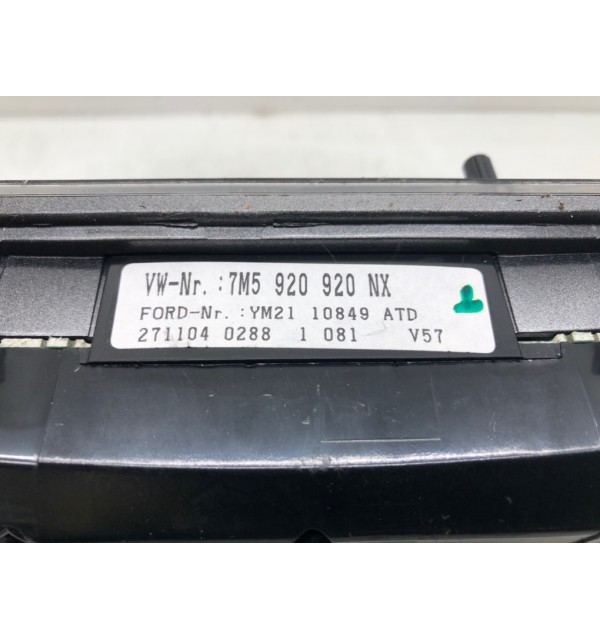 VW-Nr. :7M5 920 920 NX
FORD-Nr. :YM21 10849 ATD
271104 0288 1 081 V57